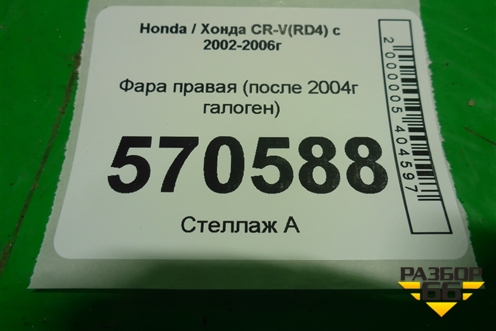 Honda / Хонда CR-V(RD4) с
2002-2006г
Фара правая (после 2004г
галоген)
570588
Стеллаж А
2000005404597
РАЗБОР
66